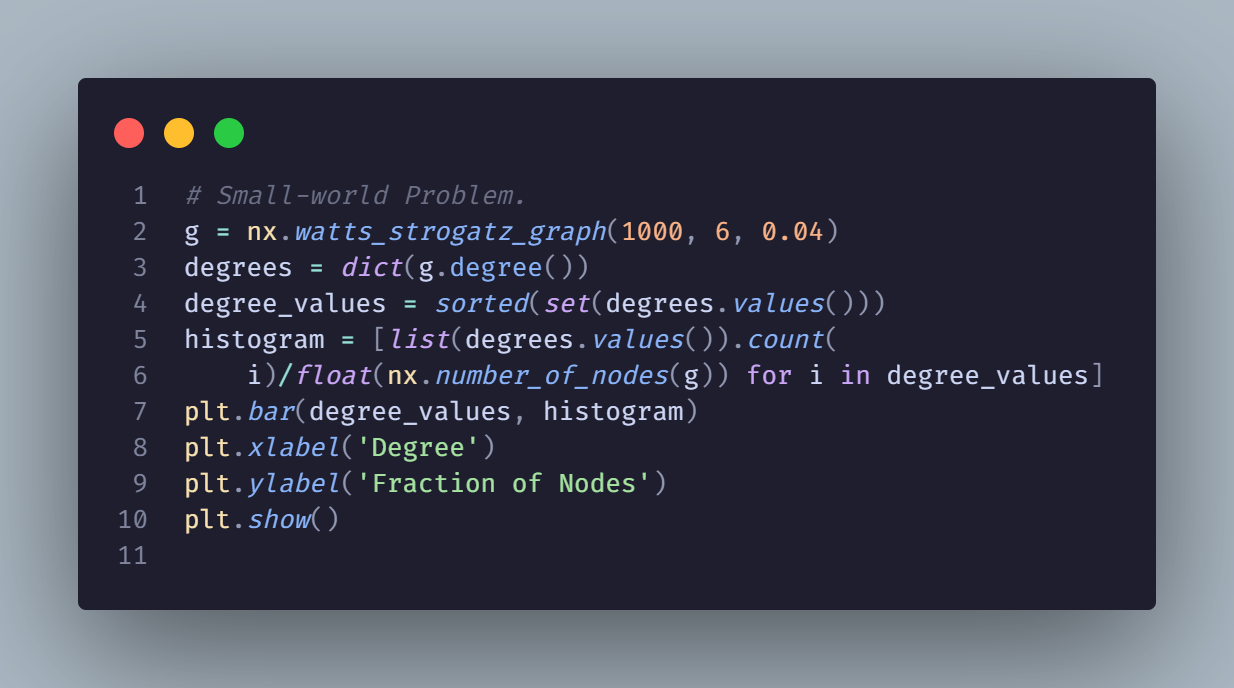 1 # Small-world Problem.
2 g = nx.watts_strogatz_graph(1000, 6, 0.04)
3 degrees = dict(g.degree())
4 degree_values = sorted(set(degrees.values()))
5 histogram = [list(degrees.values()).count(
6     i)/float(nx.number_of_nodes(g)) for i in degree_values]
7 plt.bar(degree_values, histogram)
8 plt.xlabel('Degree')
9 plt.ylabel('Fraction of Nodes')
10 plt.show()
11